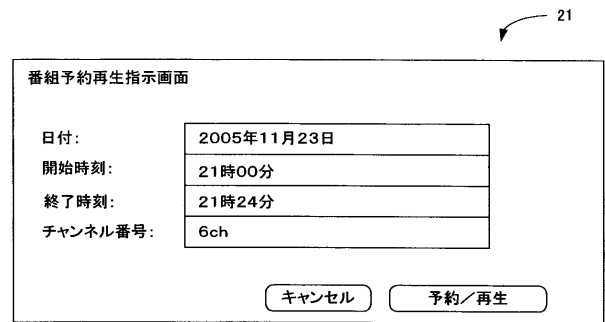 21
番組予約再生指示画面
日付: 2005年11月23日
開始時刻: 21時00分
終了時刻: 21時24分
チャンネル番号: 6ch
キャンセル 予約／再生